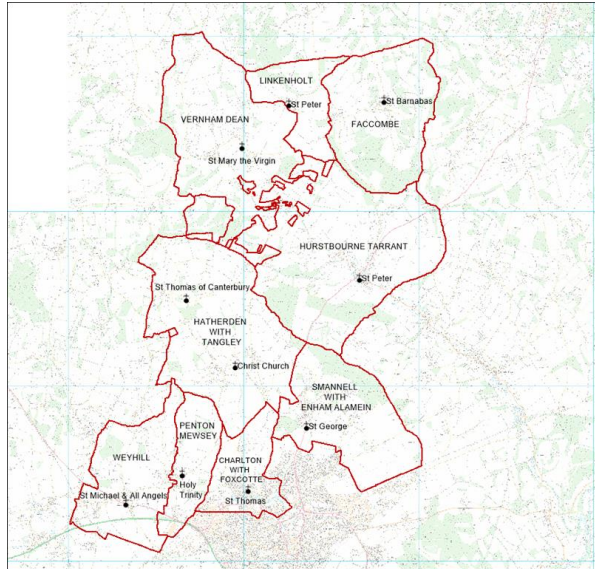 LINKENHOLT
St Peter
St Barnabas
FACCOMBE
VERNHAM DEAN
St Mary the Virgin
HURSTBOURNE TARRANT
St Peter
St Thomas of Canterbury
HATHERDEN
WITH
TANGLEY
Christ Church
SMANNELL
WITH
ENHAM ALAMEIN
St George
PENTON
MEWSEY
Holy
Trinity
WEYHILL
St Michael & All Angels
CHARLTON
WITH
FOXCOTTE
St Thomas